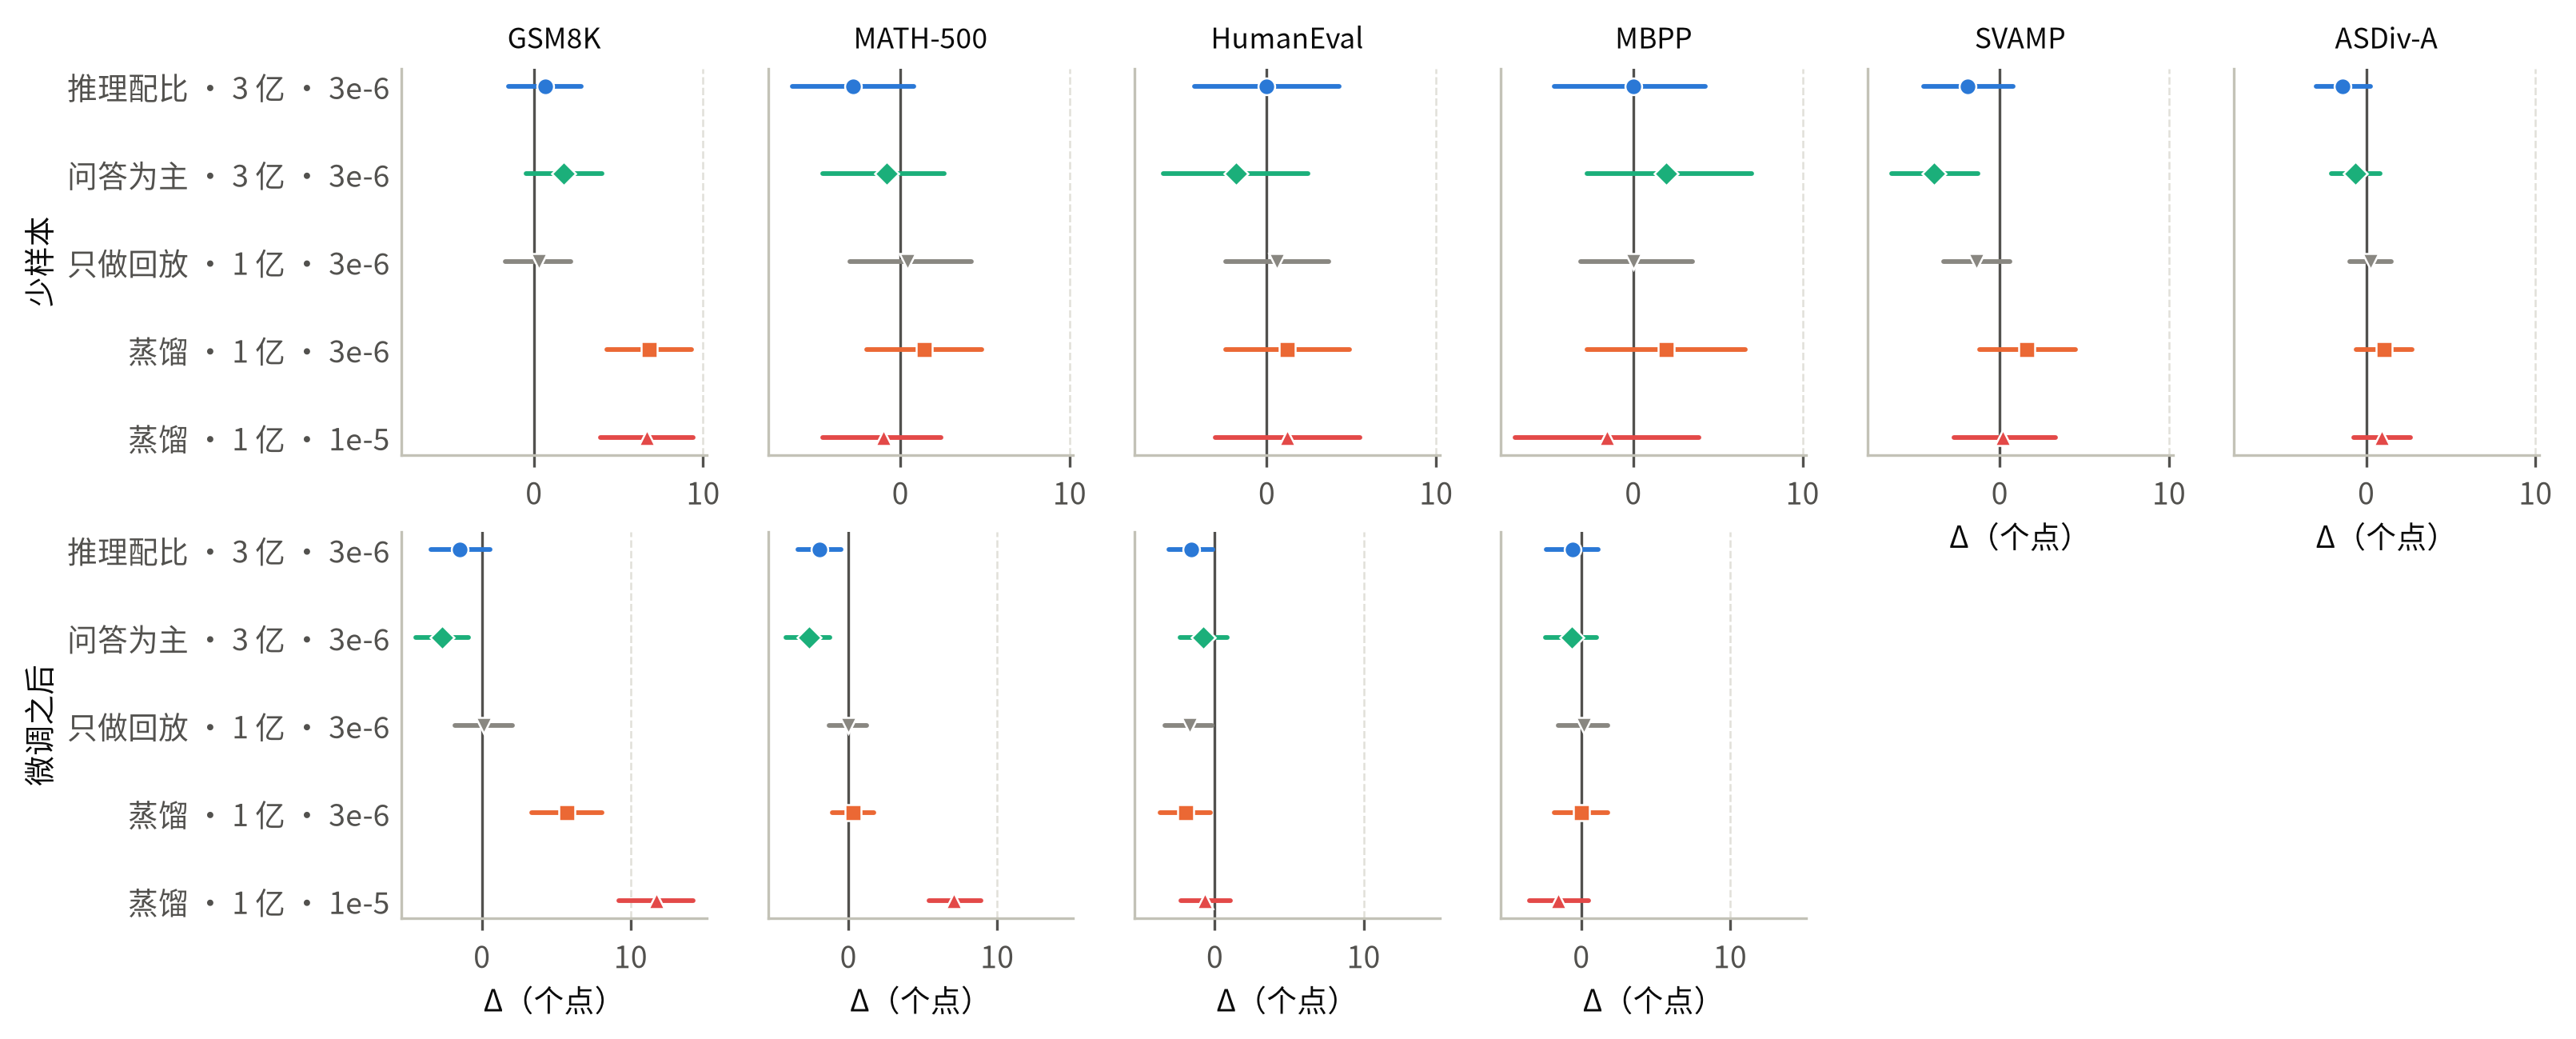 GSM8K
MATH-500
HumanEval
MBPP
SVAMP
ASDiv-A
少样本
推理配比 · 3 亿 · 3e-6
问答为主 · 3 亿 · 3e-6
只做回放 · 1 亿 · 3e-6
蒸馏 · 1 亿 · 3e-6
蒸馏 · 1 亿 · 1e-5
0 10
0 10
0 10
0 10
0 10
0 10
Δ（个点）
Δ（个点）
微调之后
推理配比 · 3 亿 · 3e-6
问答为主 · 3 亿 · 3e-6
只做回放 · 1 亿 · 3e-6
蒸馏 · 1 亿 · 3e-6
蒸馏 · 1 亿 · 1e-5
0 10
0 10
0 10
0 10
Δ（个点）
Δ（个点）
Δ（个点）
Δ（个点）